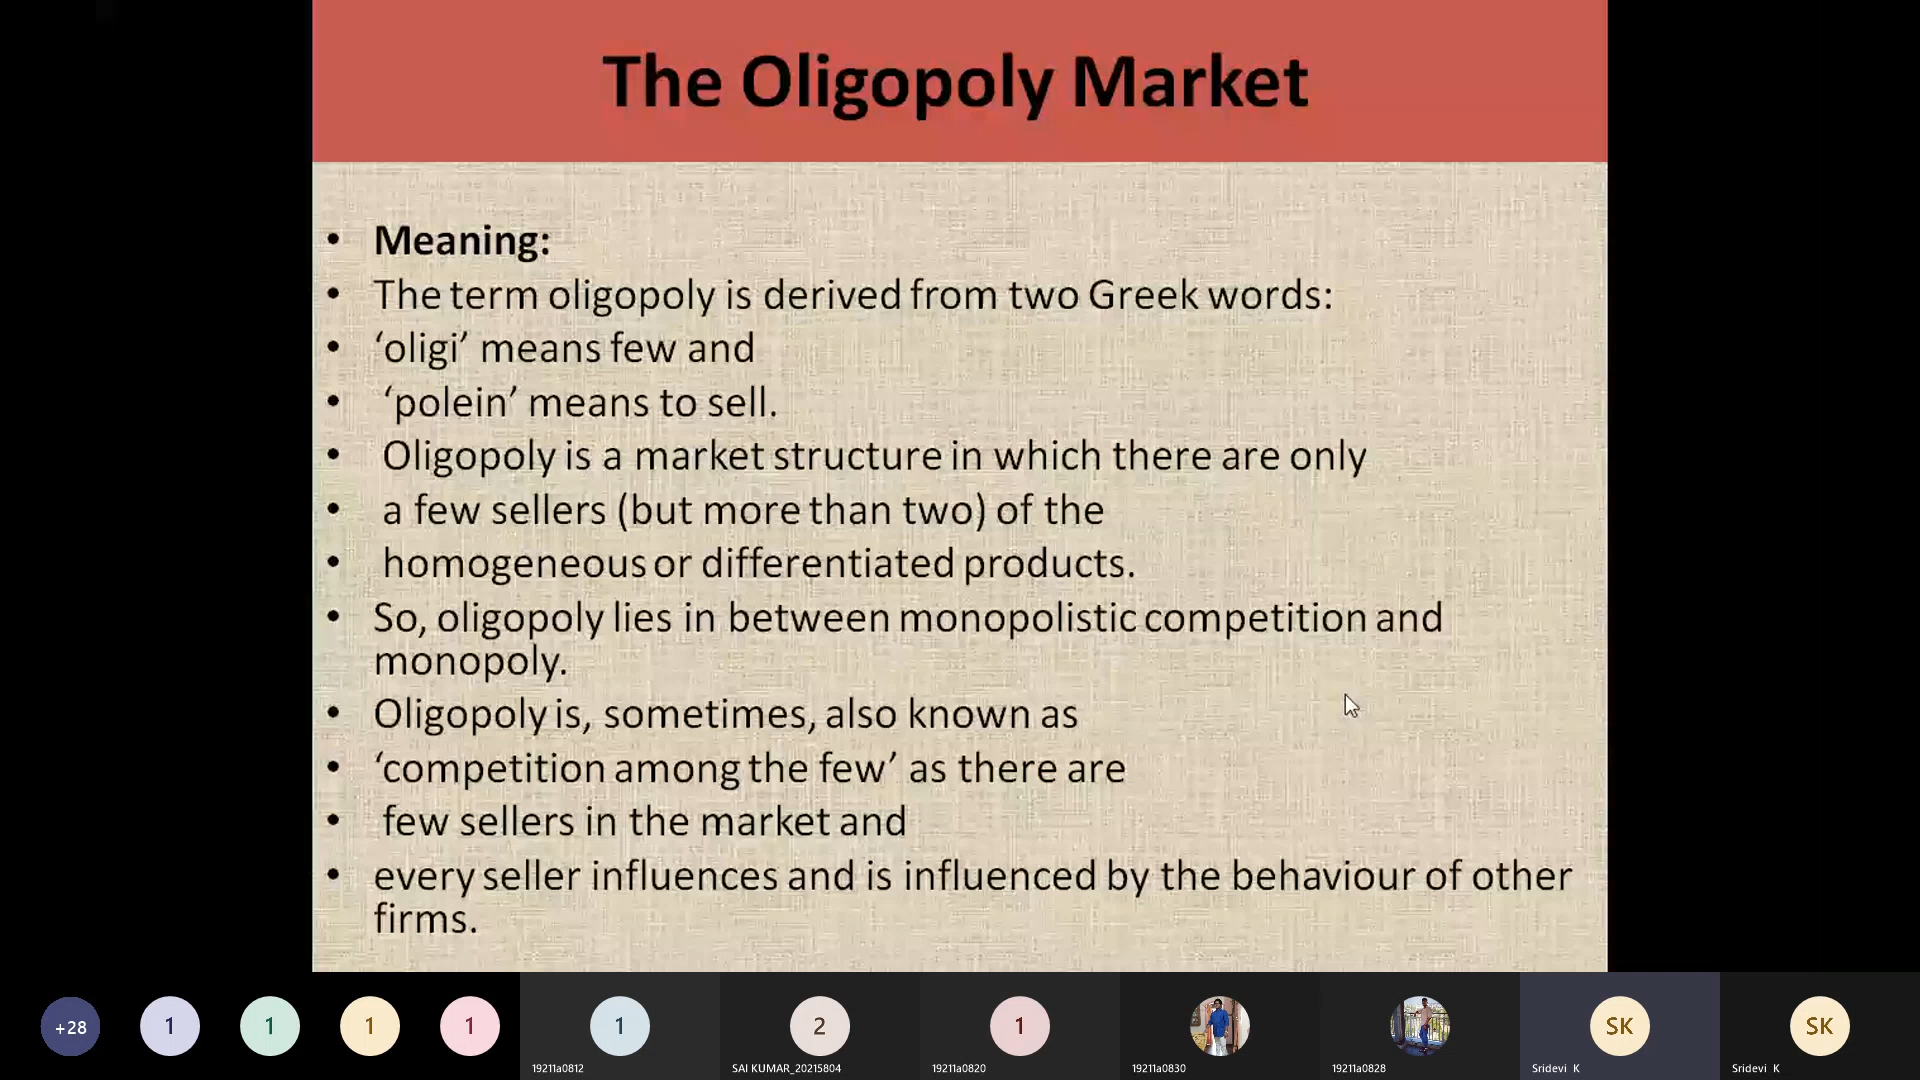 The Oligopoly Market
• Meaning:
• The term oligopoly is derived from two Greek words:
• ‘oligi’ means few and
• ‘polein’ means to sell.
• Oligopoly is a market structure in which there are only
• a few sellers (but more than two) of the
• homogeneous or differentiated products.
• So, oligopoly lies in between monopolistic competition and
monopoly.
• Oligopoly is, sometimes, also known as
• ‘competition among the few’ as there are
• few sellers in the market and
• every seller influences and is influenced by the behaviour of other
firms.
+28 1 1 1 1 1 2 1 SK SK
19211a0812 SAI KUMAR_20215804 19211a0820 19211a0830 19211a0828 Sridevi K Sridevi K